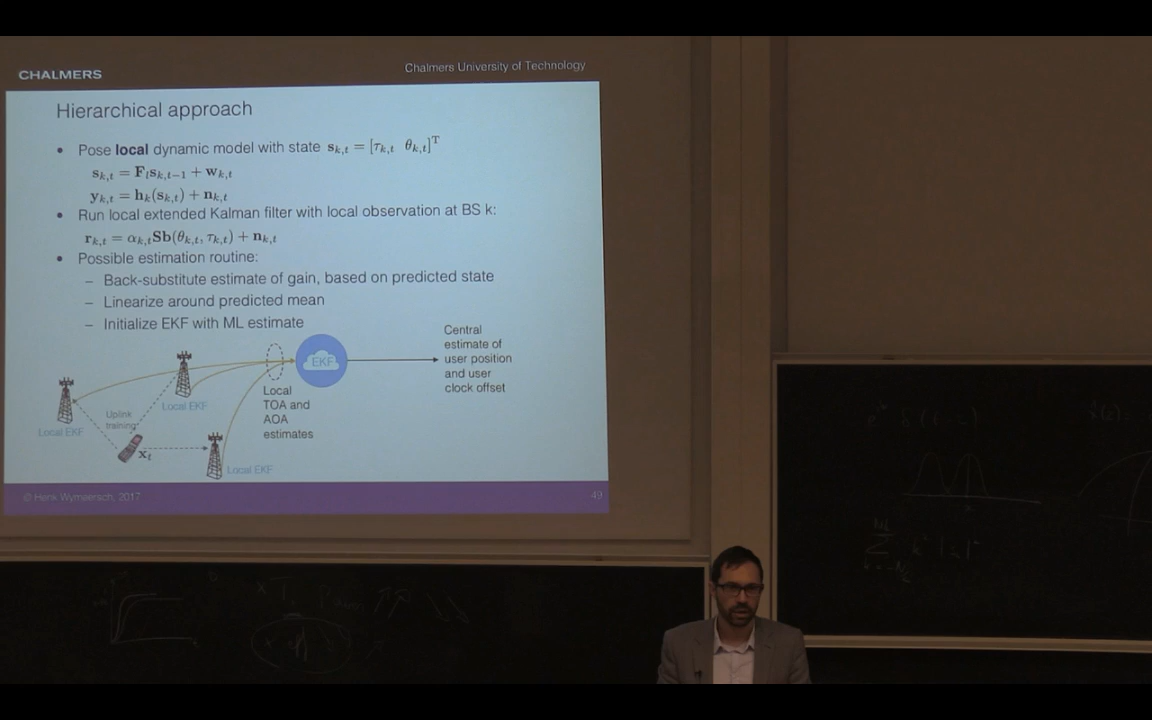 CHALMERS
Chalmers University of Technology
Hierarchical approach
• Pose local dynamic model with state s_{k,t} = [τ_{k,t} θ_{k,t}]^T
s_{k,t} = F_l s_{k,t−1} + w_{k,t}
y_{k,t} = h_k(s_{k,t}) + n_{k,t}
• Run local extended Kalman filter with local observation at BS k:
r_{k,t} = α_{k,t}Sb(θ_{k,t}, τ_{k,t}) + n_{k,t}
• Possible estimation routine:
– Back-substitute estimate of gain, based on predicted state
– Linearize around predicted mean
– Initialize EKF with ML estimate
Central
estimate of
user position
and user
clock offset
EKF
Local
TOA and
AOA
estimates
Local EKF
Uplink
training
Local EKF
x_t
Local EKF
© Henk Wymeersch, 2017
49